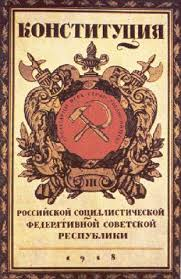 КОНСТИТУЦИЯ
РОССИЙСКОЙ СОЦИАЛИСТИЧЕСКОЙ
ФЕДЕРАТИВНОЙ СОВЕТСКОЙ
РЕСПУБЛИКИ
1918